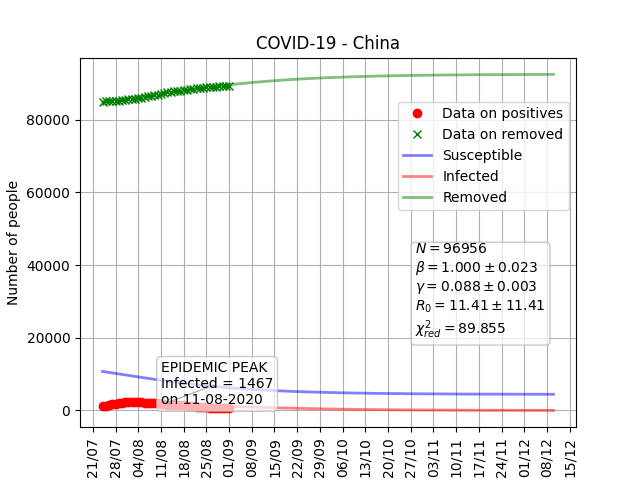 COVID-19 - China
Number of people
80000
60000
40000
20000
0
Data on positives
Data on removed
Susceptible
Infected
Removed
N = 96956
β = 1.000 ± 0.023
γ = 0.088 ± 0.003
R₀ = 11.41 ± 11.41
χ²_red = 89.855
EPIDEMIC PEAK
Infected = 1467
on 11-08-2020
21/07
28/07
04/08
11/08
18/08
25/08
01/09
08/09
15/09
22/09
29/09
06/10
13/10
20/10
27/10
03/11
10/11
17/11
24/11
01/12
08/12
15/12